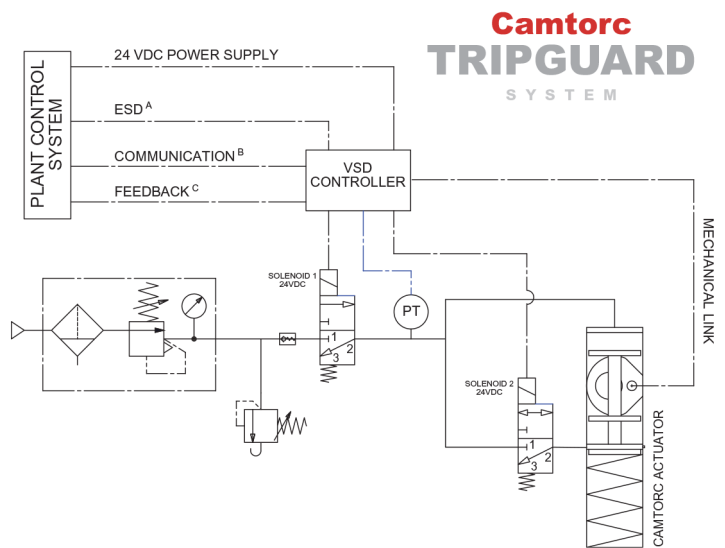 Camtorc
TRIPGUARD
SYSTEM
24 VDC POWER SUPPLY
PLANT CONTROL
SYSTEM
ESD A
COMMUNICATION B
FEEDBACK C
VSD
CONTROLLER
MECHANICAL LINK
SOLENOID 1
24VDC
PT
1
2
3
SOLENOID 2
24VDC
1
2
3
CAMTORC ACTUATOR